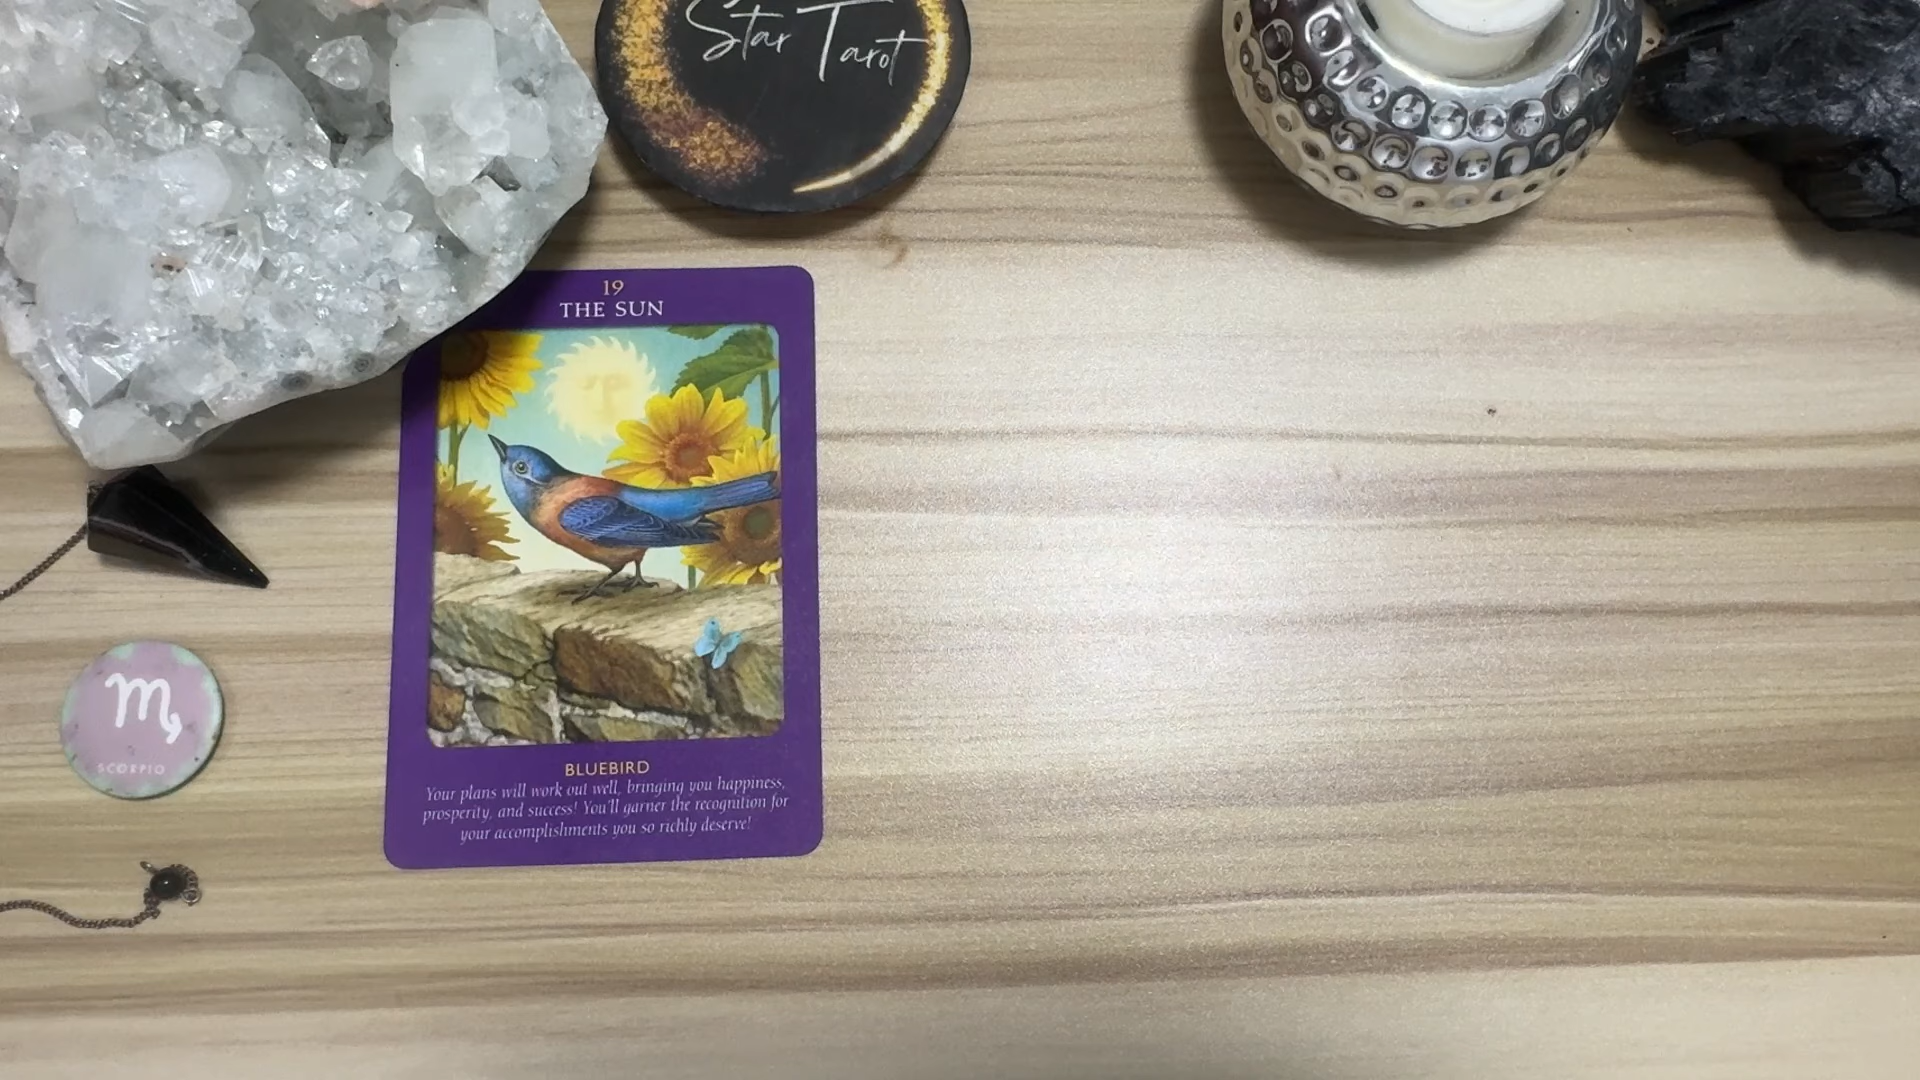 Star Tarot
19
THE SUN
BLUEBIRD
Your plans will work out well, bringing you happiness,
prosperity, and success! You'll garner the recognition for
your accomplishments you so richly deserve!
SCORPIO